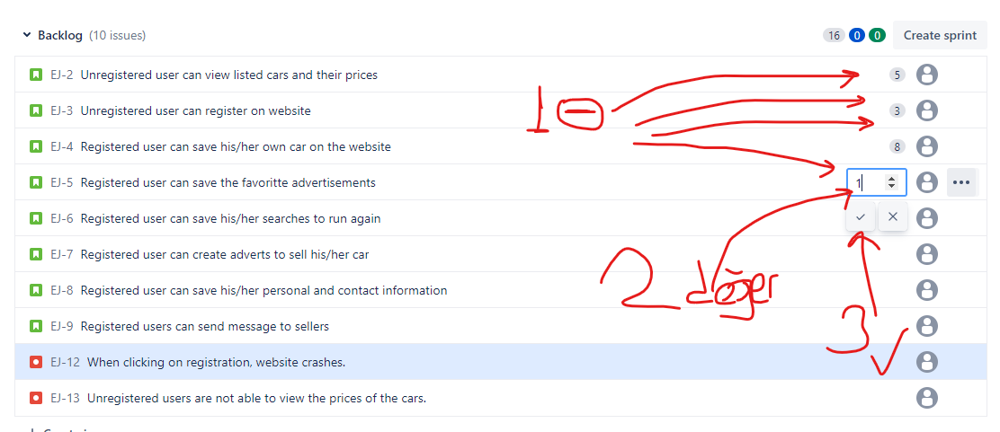 Backlog (10 issues) 16 0 0 Create sprint
EJ-2 Unregistered user can view listed cars and their prices 5
EJ-3 Unregistered user can register on website 3
1 -
EJ-4 Registered user can save his/her own car on the website 8
EJ-5 Registered user can save the favoritte advertisements 1
EJ-6 Registered user can save his/her searches to run again
EJ-7 Registered user can create adverts to sell his/her car
EJ-8 Registered user can save his/her personal and contact information
2 değer
EJ-9 Registered users can send message to sellers
3 ✓
EJ-12 When clicking on registration, website crashes.
EJ-13 Unregistered users are not able to view the prices of the cars.